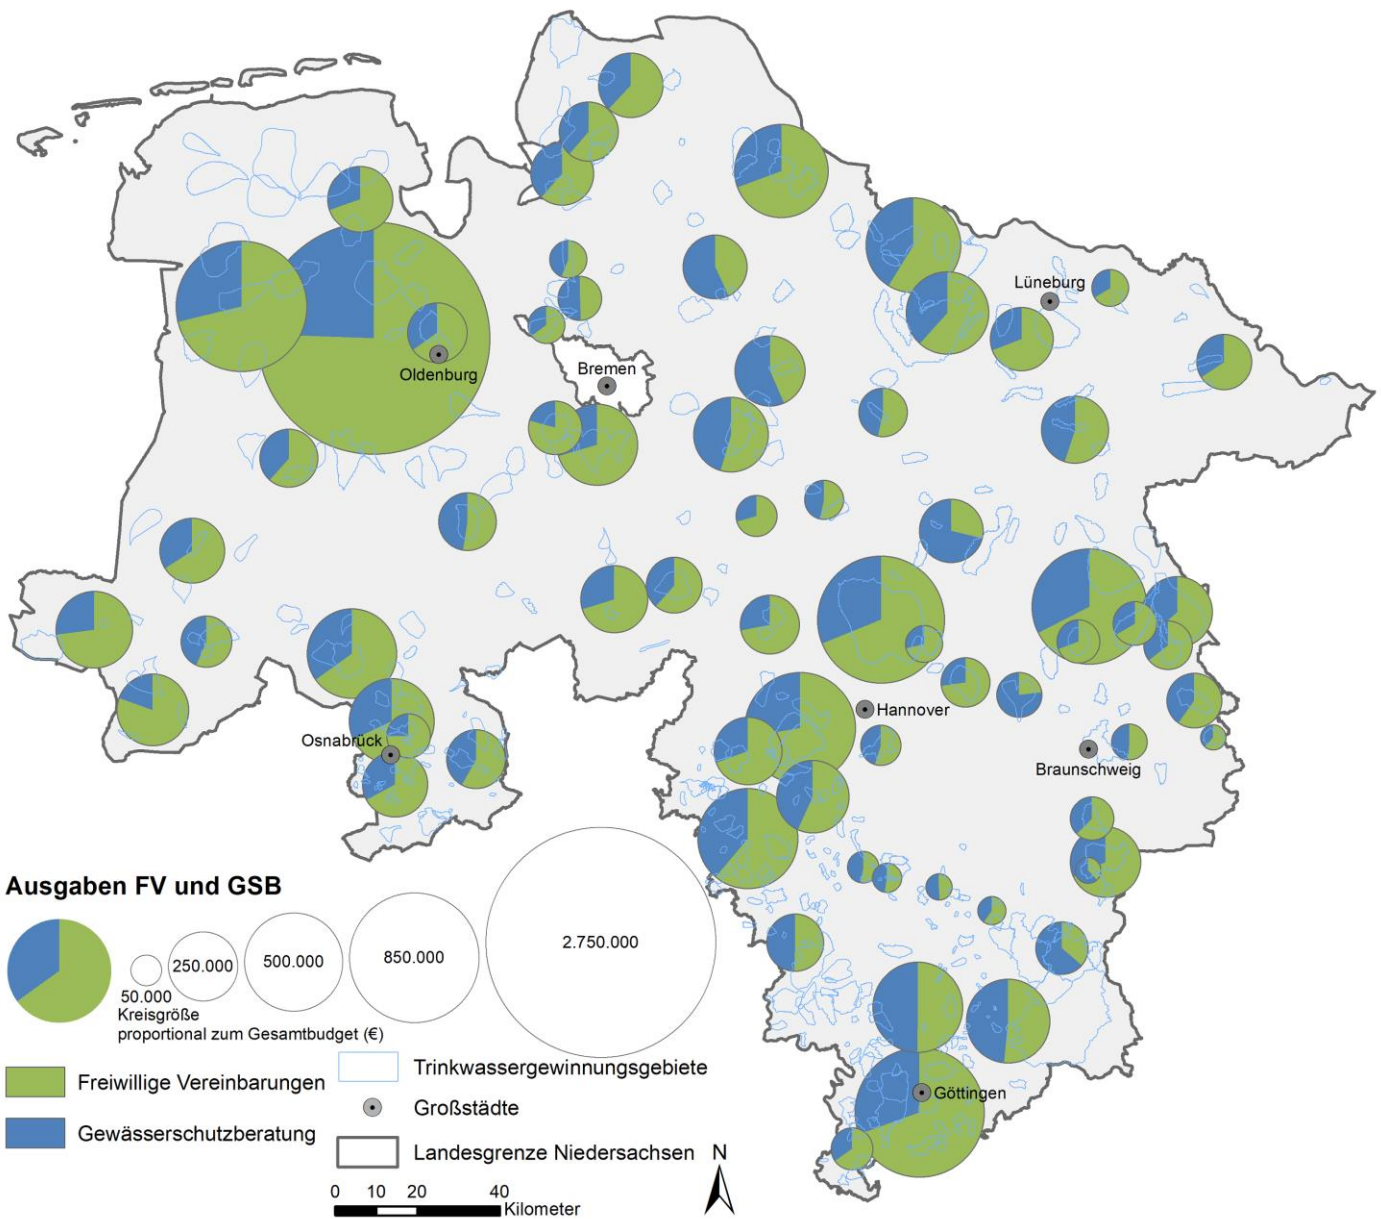 Lüneburg
Bremen
Oldenburg
Osnabrück
Hannover
Braunschweig
Göttingen
Ausgaben FV und GSB
50.000
250.000
500.000
850.000
2.750.000
Kreisgröße
proportional zum Gesamtbudget (€)
Freiwillige Vereinbarungen
Gewässerschutzberatung
Trinkwassergewinnungsgebiete
Großstädte
Landesgrenze Niedersachsen
N
0 10 20 40
Kilometer